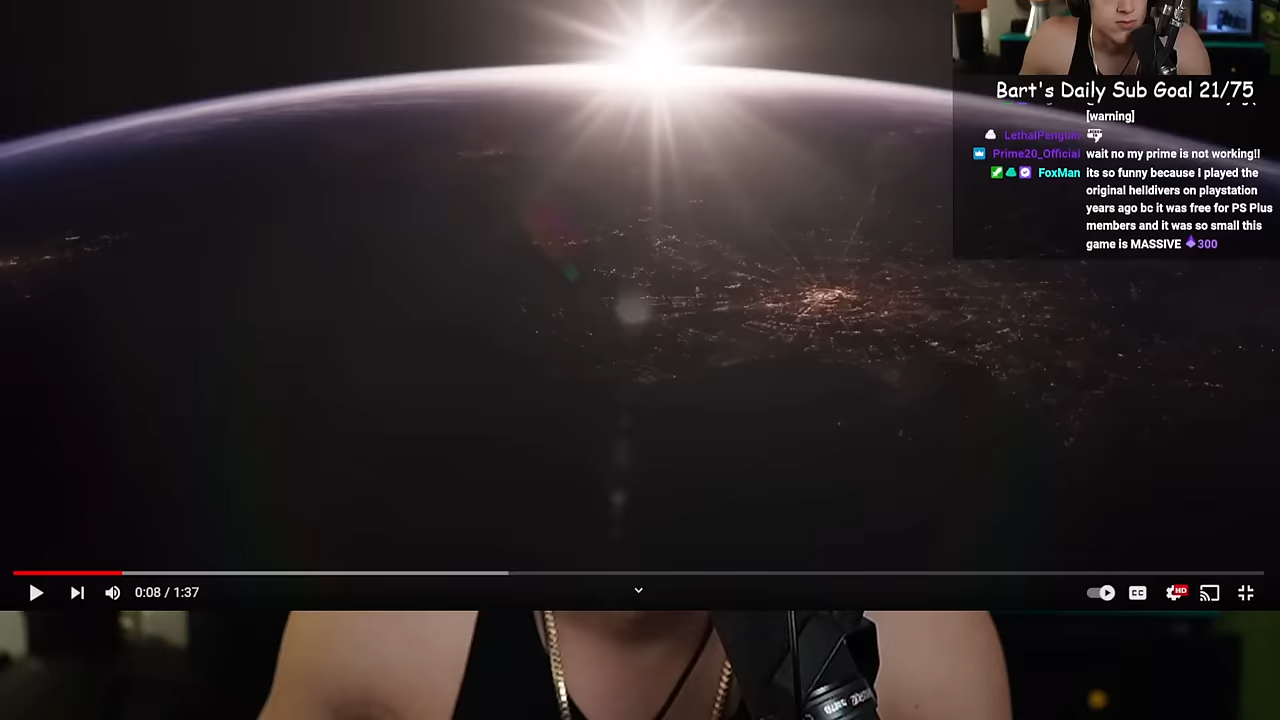 Bart's Daily Sub Goal 21/75
[warning]
LethalPenguin
Prime20_Official wait no my prime is not working!!
FoxMan its so funny because I played the
original helldivers on playstation
years ago bc it was free for PS Plus
members and it was so small this
game is MASSIVE 300
0:08 / 1:37
CC
HD